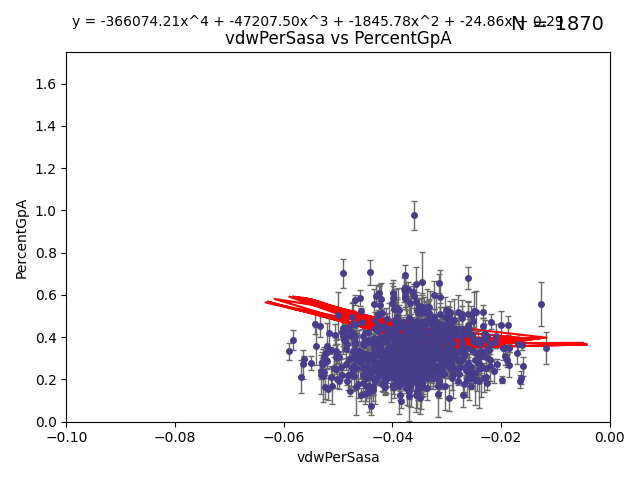 y = -366074.21x^4 + -47207.50x^3 + -1845.78x^2 + -24.86x + 0.29
N = 1870
vdwPerSasa vs PercentGpA
1.6
1.4
1.2
1.0
0.8
0.6
0.4
0.2
0.0
PercentGpA
−0.10 −0.08 −0.06 −0.04 −0.02 0.00
vdwPerSasa